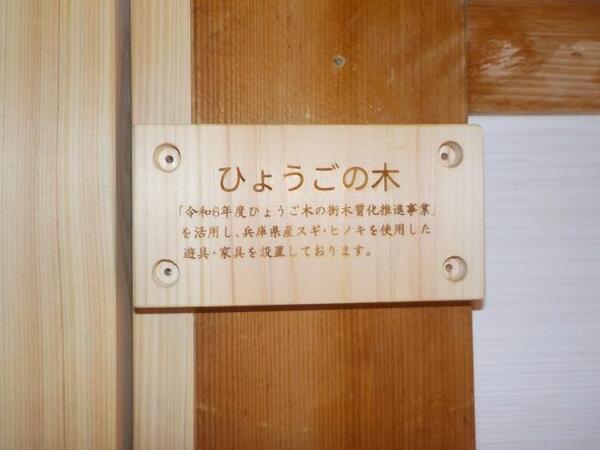 ひょうごの木
「令和6年度ひょうご木の街木質化推進事業」
を活用し、兵庫県産スギ・ヒノキを使用した
遊具・家具を設置しております。